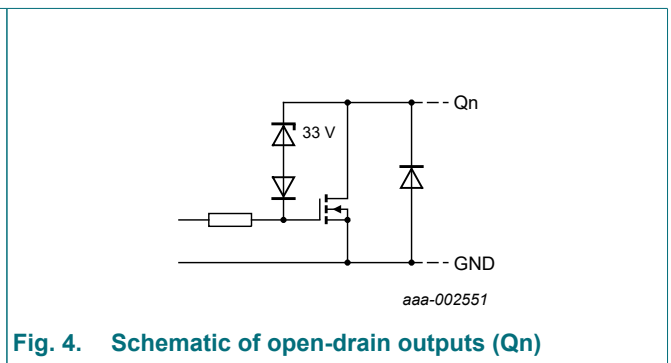 Qn
33 V
GND
aaa-002551
Fig. 4. Schematic of open-drain outputs (Qn)